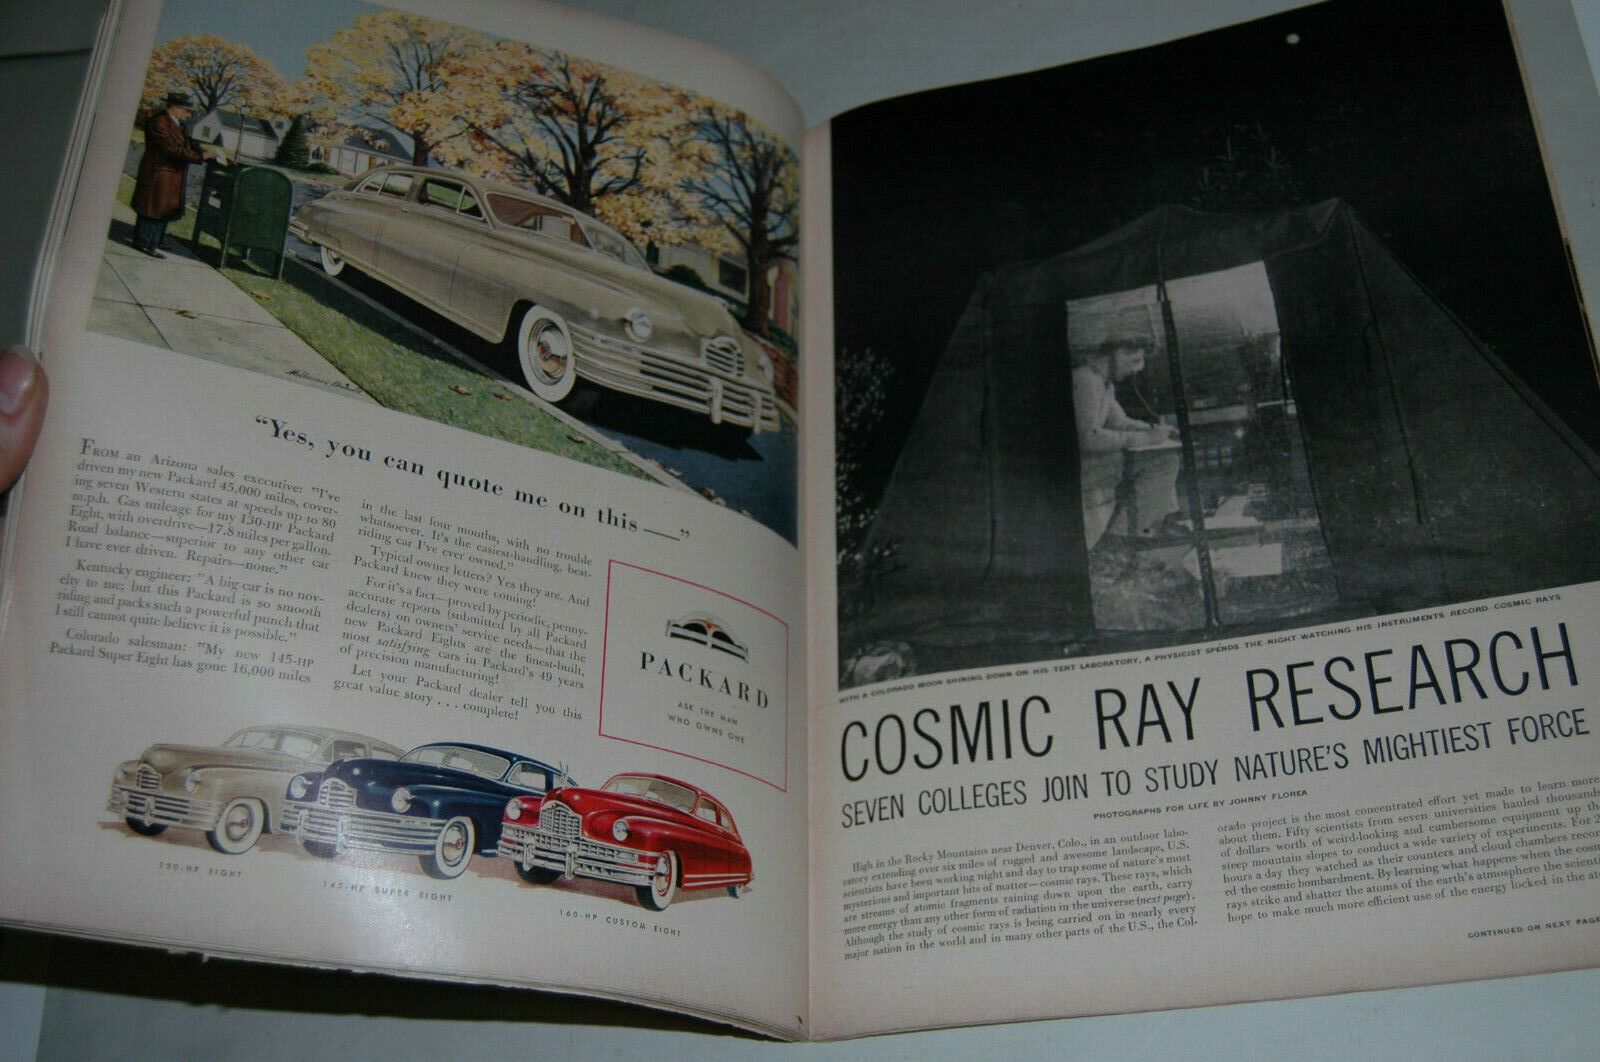 "Yes, you can quote me on this—"
FROM an Arizona sales executive: "I've
driven my new Packard 45,000 miles, cover-
ing seven Western states at speeds up to 80
m.p.h. Gas mileage for my 130-HP Packard
Eight, with overdrive—17.8 miles per gallon.
Road balance—superior to any other car
I have ever driven. Repairs—none."
Kentucky engineer: "A big car is no nov-
elty to me; but this Packard is so smooth
riding and packs such a powerful punch that
I still cannot quite believe it is possible."
Colorado salesman: "My new 145-HP
Packard Super Eight has gone 16,000 miles
in the last four months, with no trouble
whatsoever. It's the easiest-handling, best-
riding car I've ever owned."
Typical owner letters? Yes they are. And
Packard knew they were coming!
For it's a fact—proved by periodic, penny-
accurate reports (submitted by all Packard
dealers) on owners' service needs—that the
new Packard Eights are the finest-built,
most satisfying cars in Packard's 49 years
of precision manufacturing!
Let your Packard dealer tell you this
great value story . . . complete!
PACKARD
ASK THE MAN
WHO OWNS ONE
130-HP EIGHT
145-HP SUPER EIGHT
160-HP CUSTOM EIGHT
WITH A COLORADO MOON SHINING DOWN ON HIS TENT LABORATORY, A PHYSICIST SPENDS THE NIGHT WATCHING HIS INSTRUMENTS RECORD COSMIC RAYS
COSMIC RAY RESEARCH
SEVEN COLLEGES JOIN TO STUDY NATURE'S MIGHTIEST FORCE
PHOTOGRAPHS FOR LIFE BY JOHNNY FLOREA
High in the Rocky Mountains near Denver, Colo., in an outdoor labo-
ratory extending over six miles of rugged and awesome landscape, U.S.
scientists have been working night and day to trap some of nature's most
mysterious and important bits of matter—cosmic rays. These rays, which
are streams of atomic fragments raining down upon the earth, carry
more energy than any other form of radiation in the universe (next page).
Although the study of cosmic rays is being carried on in nearly every
major nation in the world and in many other parts of the U.S., the Col-
orado project is the most concentrated effort yet made to learn more
about them. Fifty scientists from seven universities hauled thousands
of dollars worth of weird-looking and cumbersome equipment up the
steep mountain slopes to conduct a wide variety of experiments. For 2
hours a day they watched as their counters and cloud chambers recor
ed the cosmic bombardment. By learning what happens when the cosm
rays strike and shatter the atoms of the earth's atmosphere the scienti
hope to make much more efficient use of the energy locked in the at
CONTINUED ON NEXT PAGE